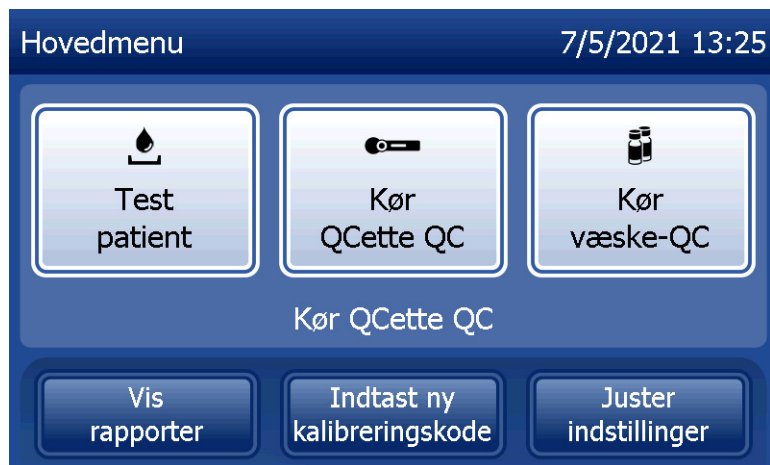 Hovedmenu 7/5/2021 13:25
Test
patient
Kør
QCette QC
Kør
væske-QC
Kør QCette QC
Vis
rapporter
Indtast ny
kalibreringskode
Juster
indstillinger